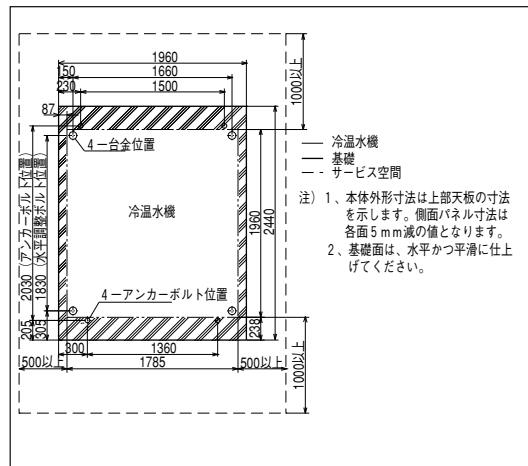 1960
150
1660
230
1500
87
1000以上
4ー台金位置
冷温水機
2030（アンカーボルト位置）
1830（水平調整ボルト位置）
1960
2440
4ーアンカーボルト位置
205
305
238
300
1360
500以上
1785
500以上
1000以上
冷温水機
基礎
サービス空間
注）1、本体外形寸法は上部天板の寸法
を示します。側面パネル寸法は
各面5mm減の値となります。
2、基礎面は、水平かつ平滑に仕上
げてください。